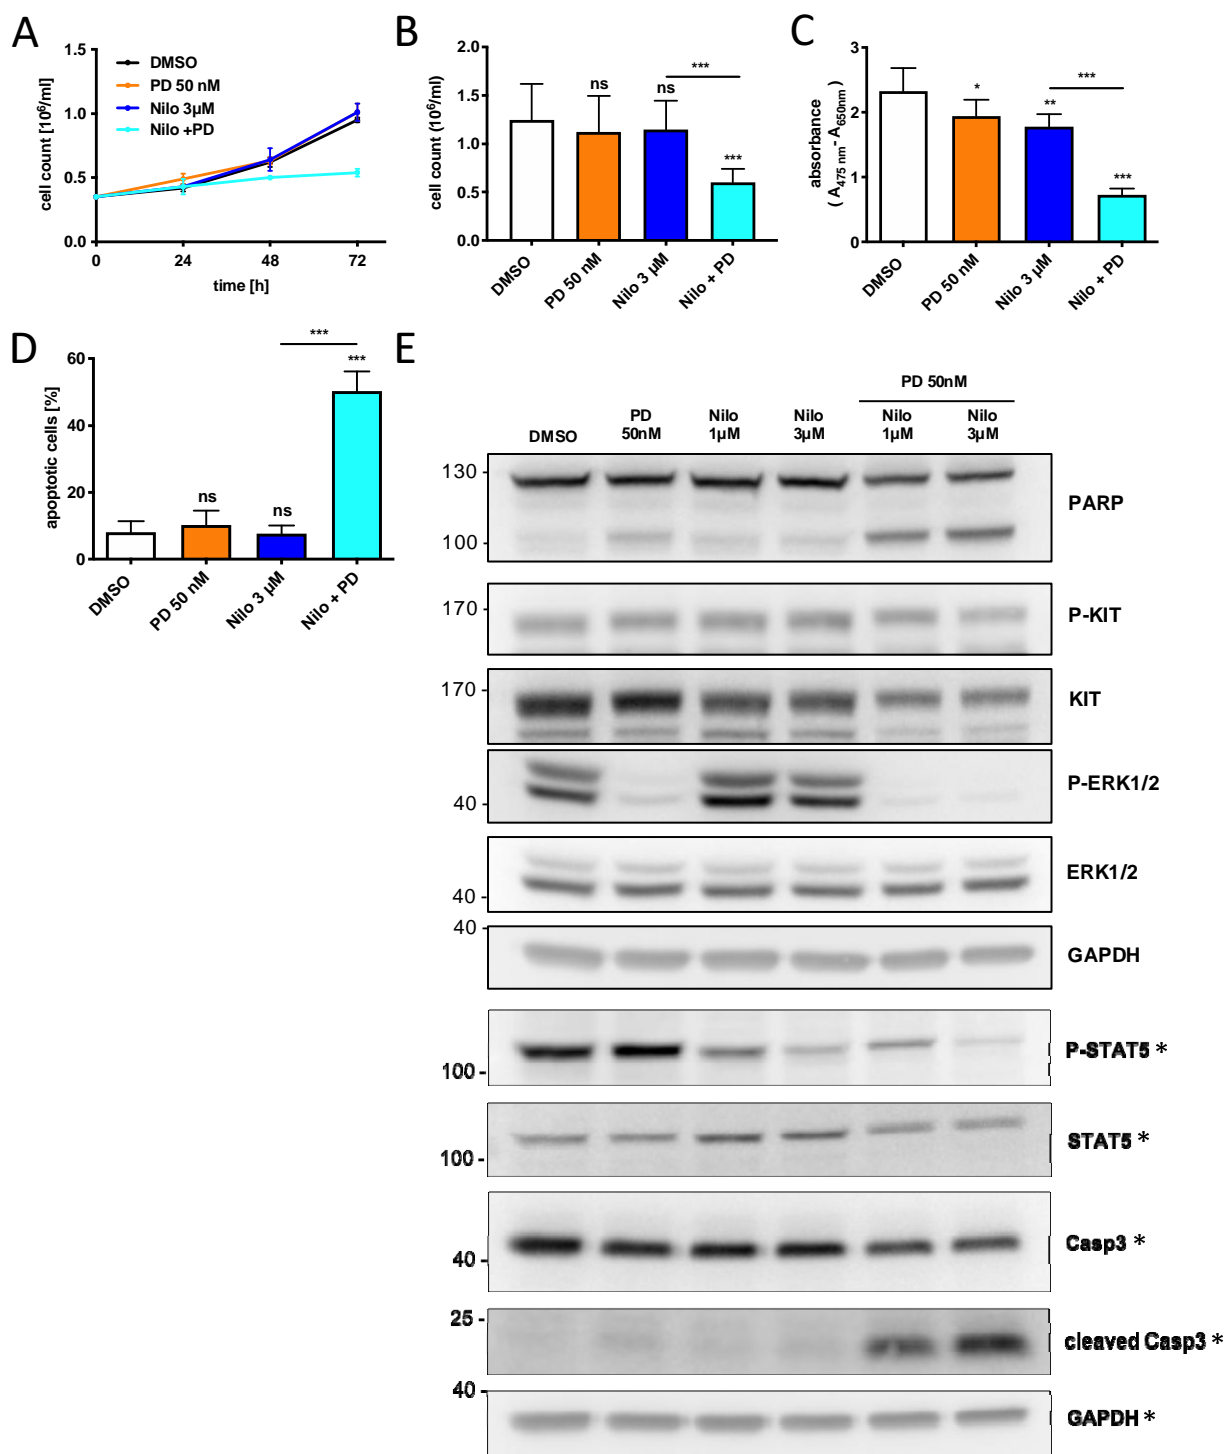 A
1.5
1.0
0.5
0.0
cell count [10⁶/ml]
DMSO
PD 50 nM
Nilo 3µM
Nilo +PD
0
24
48
72
time [h]
B
2.0
1.5
1.0
0.5
0.0
cell count (10⁶/ml)
ns
ns
***
***
DMSO
PD 50 nM
Nilo 3 µM
Nilo + PD
C
3
2
1
0
absorbance
( A475 nm- A650nm)
*
**
***
***
DMSO
PD 50 nM
Nilo 3 µM
Nilo + PD
D
60
40
20
0
apoptotic cells [%]
ns
ns
***
***
DMSO
PD 50 nM
Nilo 3 µM
Nilo + PD
E
PD 50nM
DMSO
PD
50nM
Nilo
1µM
Nilo
3µM
Nilo
1µM
Nilo
3µM
130
100
PARP
170
P-KIT
170
KIT
40
P-ERK1/2
40
ERK1/2
40
GAPDH
100
P-STAT5 *
100
STAT5 *
40
Casp3 *
25
cleaved Casp3 *
40
GAPDH *